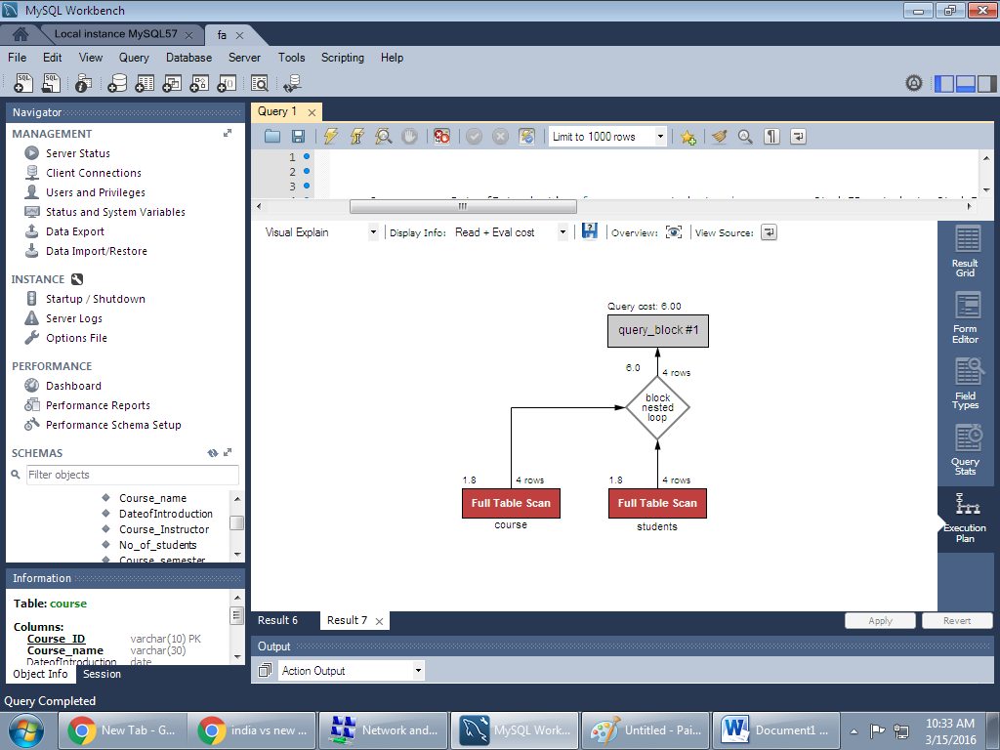 MySQL Workbench
Local instance MySQL57
fa
File Edit View Query Database Server Tools Scripting Help
Navigator
MANAGEMENT
Server Status
Client Connections
Users and Privileges
Status and System Variables
Data Export
Data Import/Restore
INSTANCE
Startup / Shutdown
Server Logs
Options File
PERFORMANCE
Dashboard
Performance Reports
Performance Schema Setup
SCHEMAS
Filter objects
Course_name
DateofIntroduction
Course_Instructor
No_of_students
Course_semester
Information
Table: course
Columns:
Course_ID varchar(10) PK
Course_name varchar(30)
DateofIntroduction date
Object Info Session
Query Completed
Query 1
Limit to 1000 rows
1
2
3
Visual Explain
Display Info: Read + Eval cost
Overview:
View Source:
Query cost: 6.00
query_block #1
6.0 4 rows
block
nested
loop
1.8 4 rows
Full Table Scan
course
1.8 4 rows
Full Table Scan
students
Result
Grid
Form
Editor
Field
Types
Query
Stats
Execution
Plan
Result 6
Result 7
Apply
Revert
Output
Action Output
New Tab - G...
india vs new ...
Network and...
MySQL Work...
Untitled - Pai...
Document1 ...
10:33 AM
3/15/2016